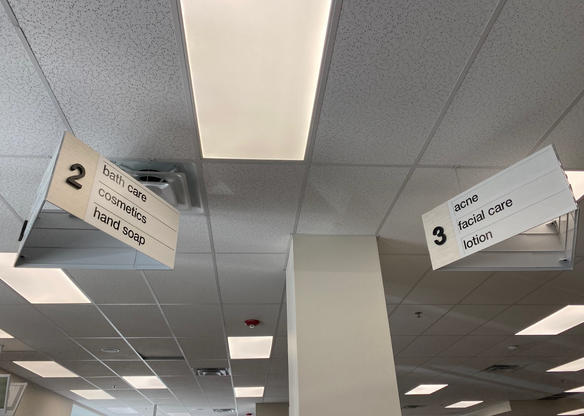 2
bath care
cosmetics
hand soap
3
acne
facial care
lotion